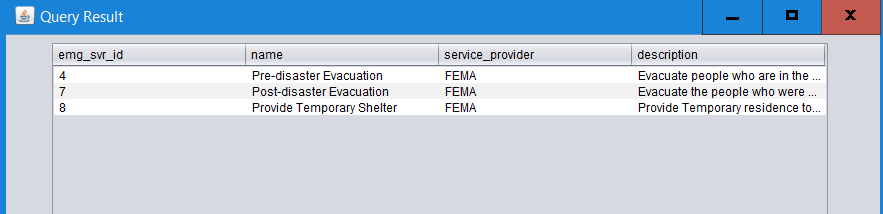 Query Result
emg_svr_id name service_provider description
4 Pre-disaster Evacuation FEMA Evacuate people who are in the ...
7 Post-disaster Evacuation FEMA Evacuate the people who were ...
8 Provide Temporary Shelter FEMA Provide Temporary residence to...